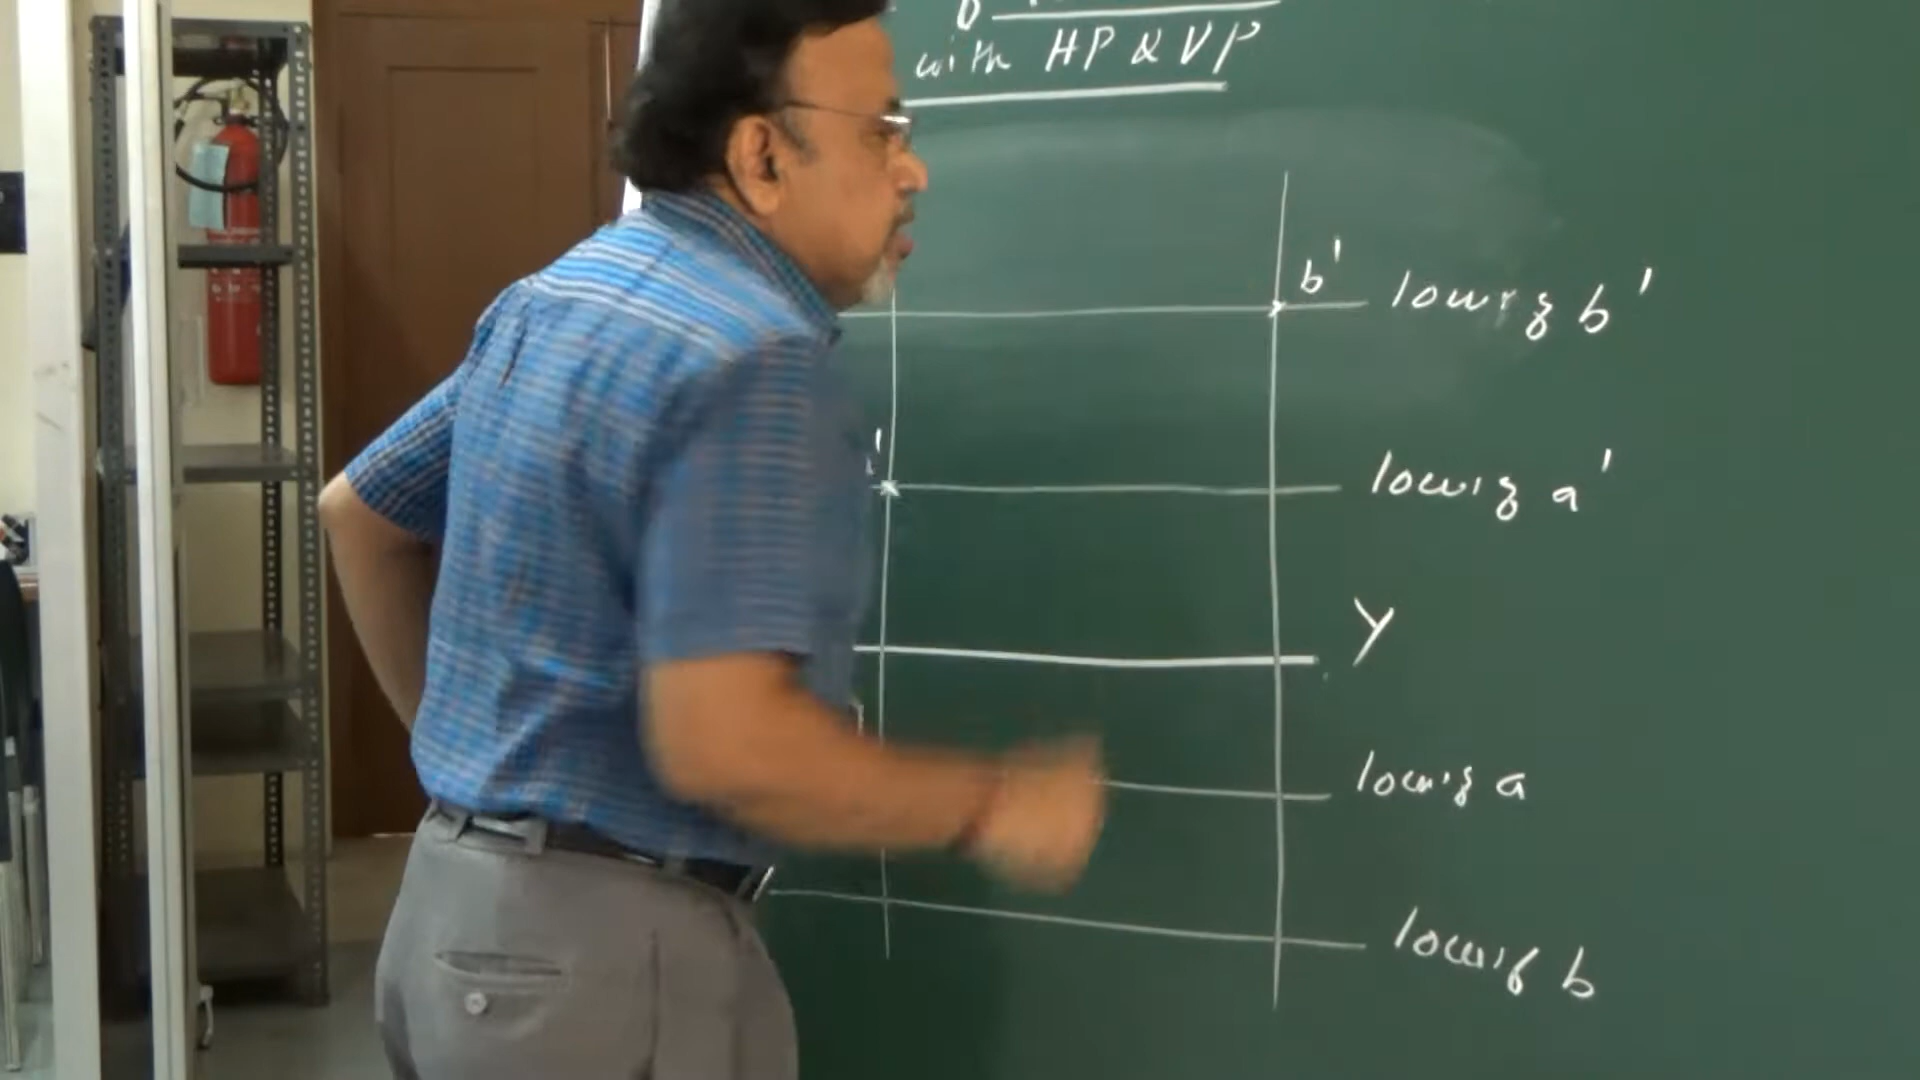 with HP & VP
b'
locus of b'
locus of a'
Y
locus of a
locus of b